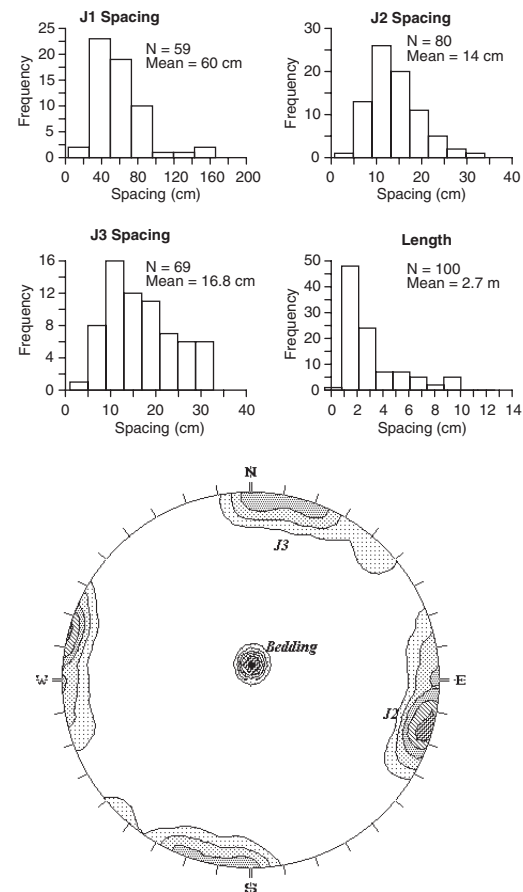 J1 Spacing
25
20
15
10
5
0
Frequency
N = 59
Mean = 60 cm
0 40 80 120 160 200
Spacing (cm)
J2 Spacing
30
20
10
0
Frequency
N = 80
Mean = 14 cm
0 10 20 30 40
Spacing (cm)
J3 Spacing
16
12
8
4
0
Frequency
N = 69
Mean = 16.8 cm
0 10 20 30 40
Spacing (cm)
Length
50
40
30
20
10
0
Frequency
N = 100
Mean = 2.7 m
0 2 4 6 8 10 12 14
Spacing (cm)
N
J3
Bedding
W
E
J2
S